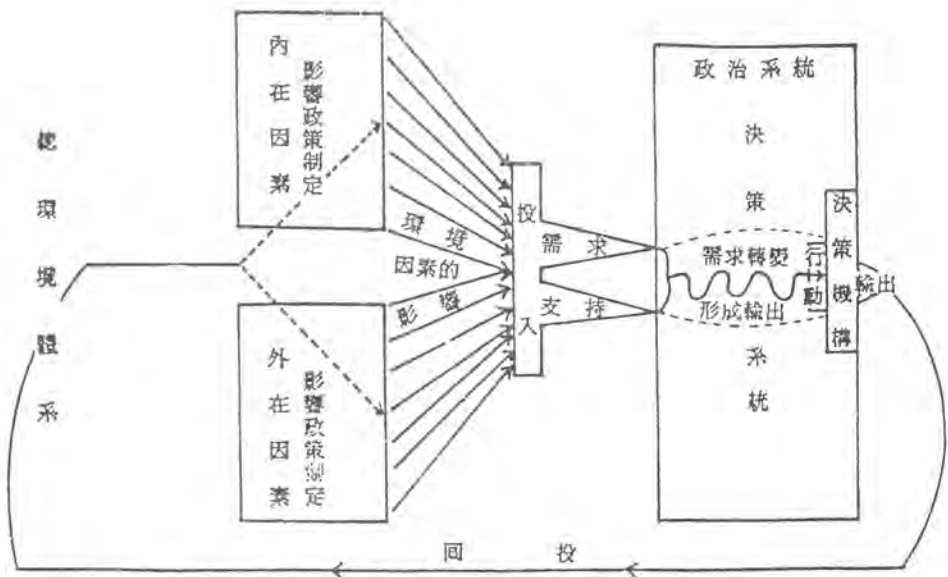 總環境體系
內在因素
影響政策制定
外在因素
影響政策制定
環境
因素的
影響
投入
需求
支持
政治系統
決策系統
需求轉變
形成輸出
行動
決策機構
輸出
回投